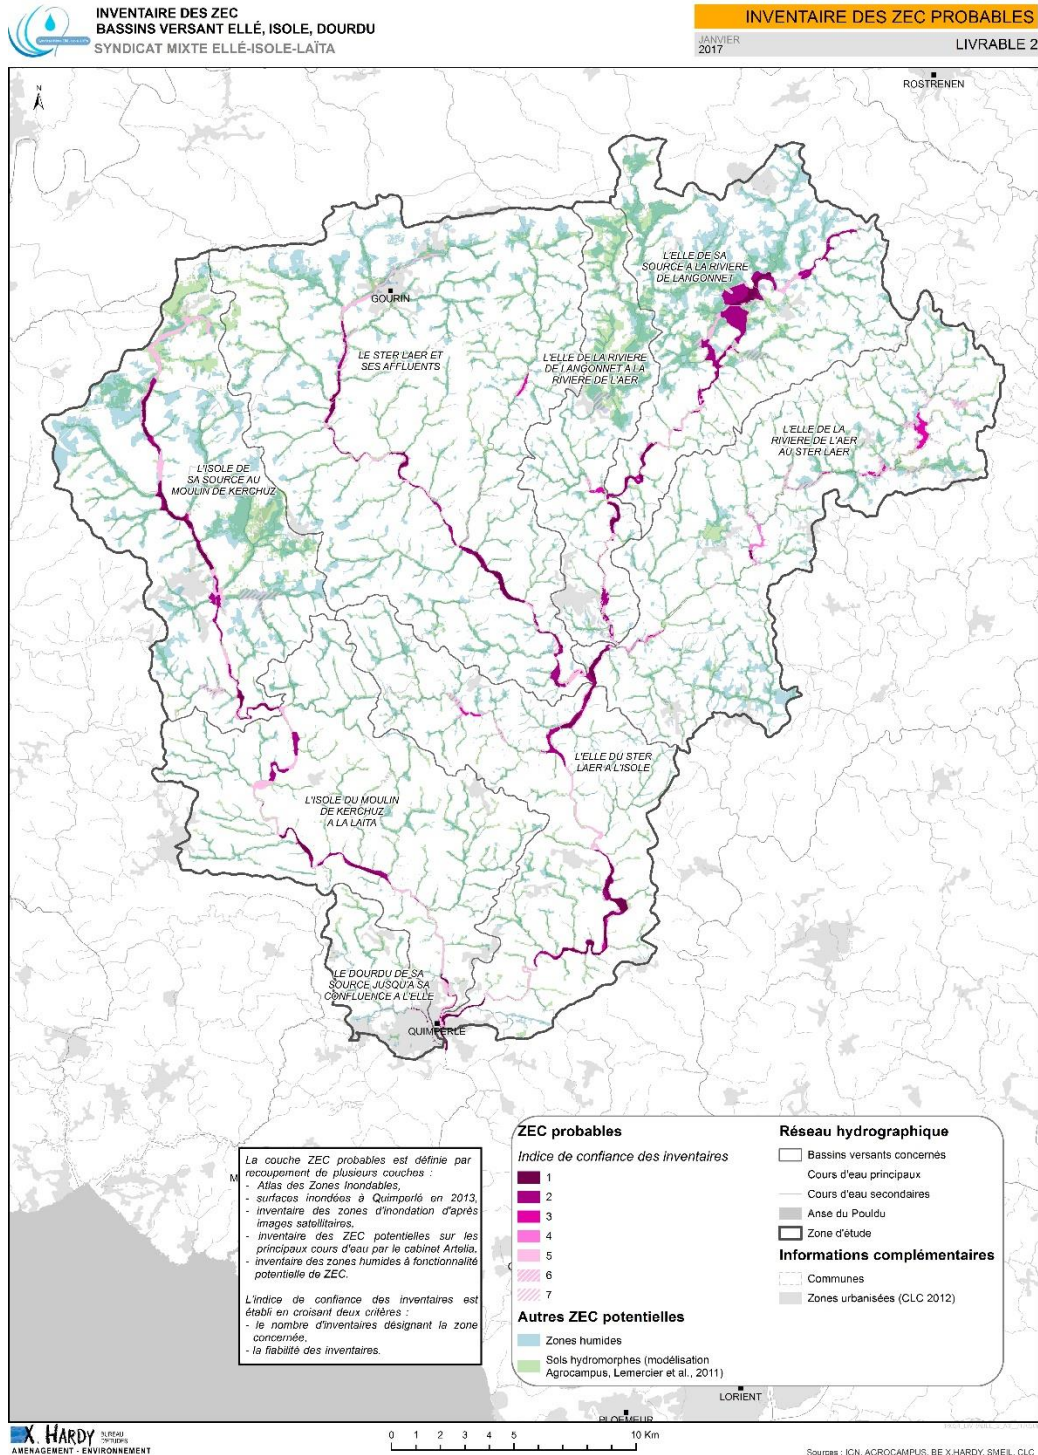 INVENTAIRE DES ZEC
BASSINS VERSANT ELLÉ, ISOLE, DOURDU
SYNDICAT MIXTE ELLÉ-ISOLE-LAÏTA
INVENTAIRE DES ZEC PROBABLES
JANVIER
2017
LIVRABLE 2
N
ROSTRENEN
L'ELLE DE SA
SOURCE A LA RIVIERE
DE LANGONNET
GOURIN
LE STER LAER ET
SES AFFLUENTS
L'ELLE DE LA RIVIERE
DE LANGONNET A LA
RIVIERE DE L'AER
L'ELLE DE LA
RIVIERE DE L'AER
AU STER LAER
L'ISOLE DE
SA SOURCE AU
MOULIN DE KERCHUZ
L'ELLE DU STER
LAER A L'ISOLE
L'ISOLE DU MOULIN
DE KERCHUZ
A LA LAITA
LE DOURDU DE SA
SOURCE JUSQU'A SA
CONFLUENCE A L'ELLE
QUIMPERLE
La couche ZEC probables est définie par
recoupement de plusieurs couches :
- Atlas des Zones Inondables,
- surfaces inondées à Quimperlé en 2013,
- inventaire des zones d'inondation d'après
images satellitaires,
- inventaire des ZEC potentielles sur les
principaux cours d'eau par le cabinet Artelia,
- inventaire des zones humides à fonctionnalité
potentielle de ZEC.
L'indice de confiance des inventaires est
établi en croisant deux critères :
- le nombre d'inventaires désignant la zone
concernée,
- la fiabilité des inventaires.
ZEC probables
Indice de confiance des inventaires
1
2
3
4
5
6
7
Autres ZEC potentielles
Zones humides
Sols hydromorphes (modélisation
Agrocampus, Lemercier et al., 2011)
Réseau hydrographique
Bassins versants concernés
Cours d'eau principaux
Cours d'eau secondaires
Anse du Pouldu
Zone d'étude
Informations complémentaires
Communes
Zones urbanisées (CLC 2012)
LORIENT
PLOEMEUR
X. HARDY BUREAU
D'ETUDES
AMENAGEMENT - ENVIRONNEMENT
0 1 2 3 4 5 10 Km
Sources : IGN, AGROCAMPUS, BE X.HARDY, SMEIL, CLC